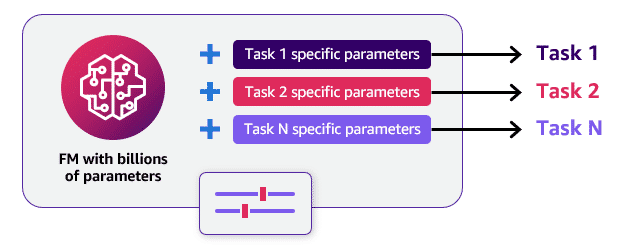 Task 1 specific parameters
Task 1
Task 2 specific parameters
Task 2
Task N specific parameters
Task N
FM with billions
of parameters